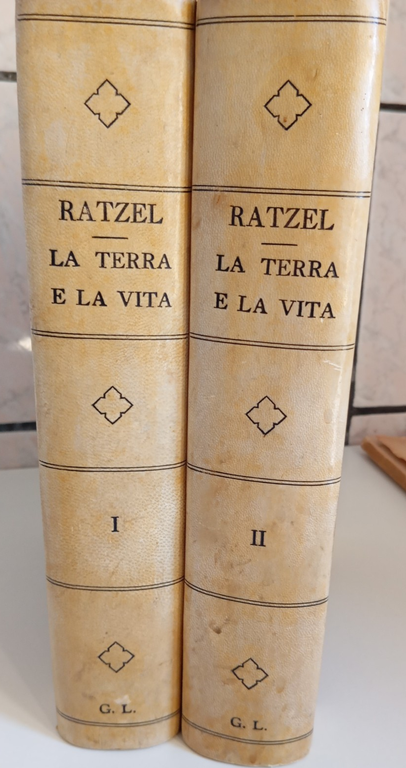 RATZEL
LA TERRA
E LA VITA
I
G. L.
RATZEL
LA TERRA
E LA VITA
II
G. L.